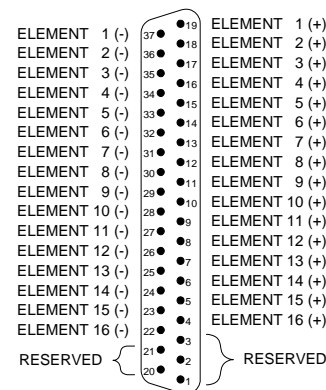 19 ELEMENT 1 (+)
ELEMENT 1 (-) 37
18 ELEMENT 2 (+)
ELEMENT 2 (-) 36
17 ELEMENT 3 (+)
ELEMENT 3 (-) 35
16 ELEMENT 4 (+)
ELEMENT 4 (-) 34
15 ELEMENT 5 (+)
ELEMENT 5 (-) 33
14 ELEMENT 6 (+)
ELEMENT 6 (-) 32
13 ELEMENT 7 (+)
ELEMENT 7 (-) 31
12 ELEMENT 8 (+)
ELEMENT 8 (-) 30
11 ELEMENT 9 (+)
ELEMENT 9 (-) 29
10 ELEMENT 10 (+)
ELEMENT 10 (-) 28
9 ELEMENT 11 (+)
ELEMENT 11 (-) 27
8 ELEMENT 12 (+)
ELEMENT 12 (-) 26
7 ELEMENT 13 (+)
ELEMENT 13 (-) 25
6 ELEMENT 14 (+)
ELEMENT 14 (-) 24
5 ELEMENT 15 (+)
ELEMENT 15 (-) 23
4 ELEMENT 16 (+)
ELEMENT 16 (-) 22
3
21
RESERVED
2 RESERVED
20
1